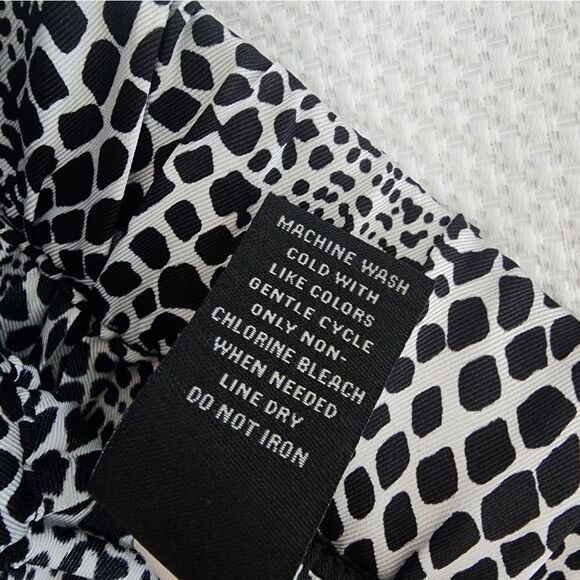 MACHINE WASH
COLD WITH
LIKE COLORS
GENTLE CYCLE
ONLY NON-
CHLORINE BLEACH
WHEN NEEDED
LINE DRY
DO NOT IRON